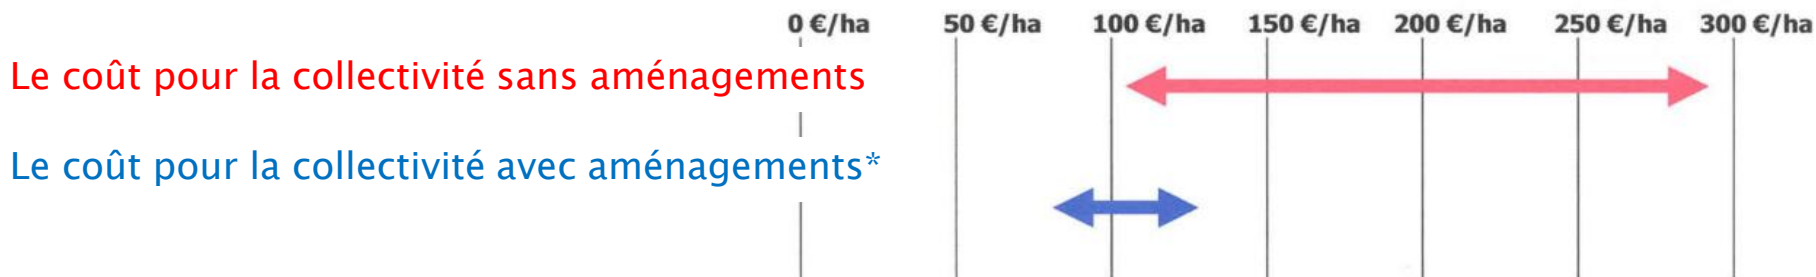 0 €/ha 50 €/ha 100 €/ha 150 €/ha 200 €/ha 250 €/ha 300 €/ha
Le coût pour la collectivité sans aménagements
Le coût pour la collectivité avec aménagements*